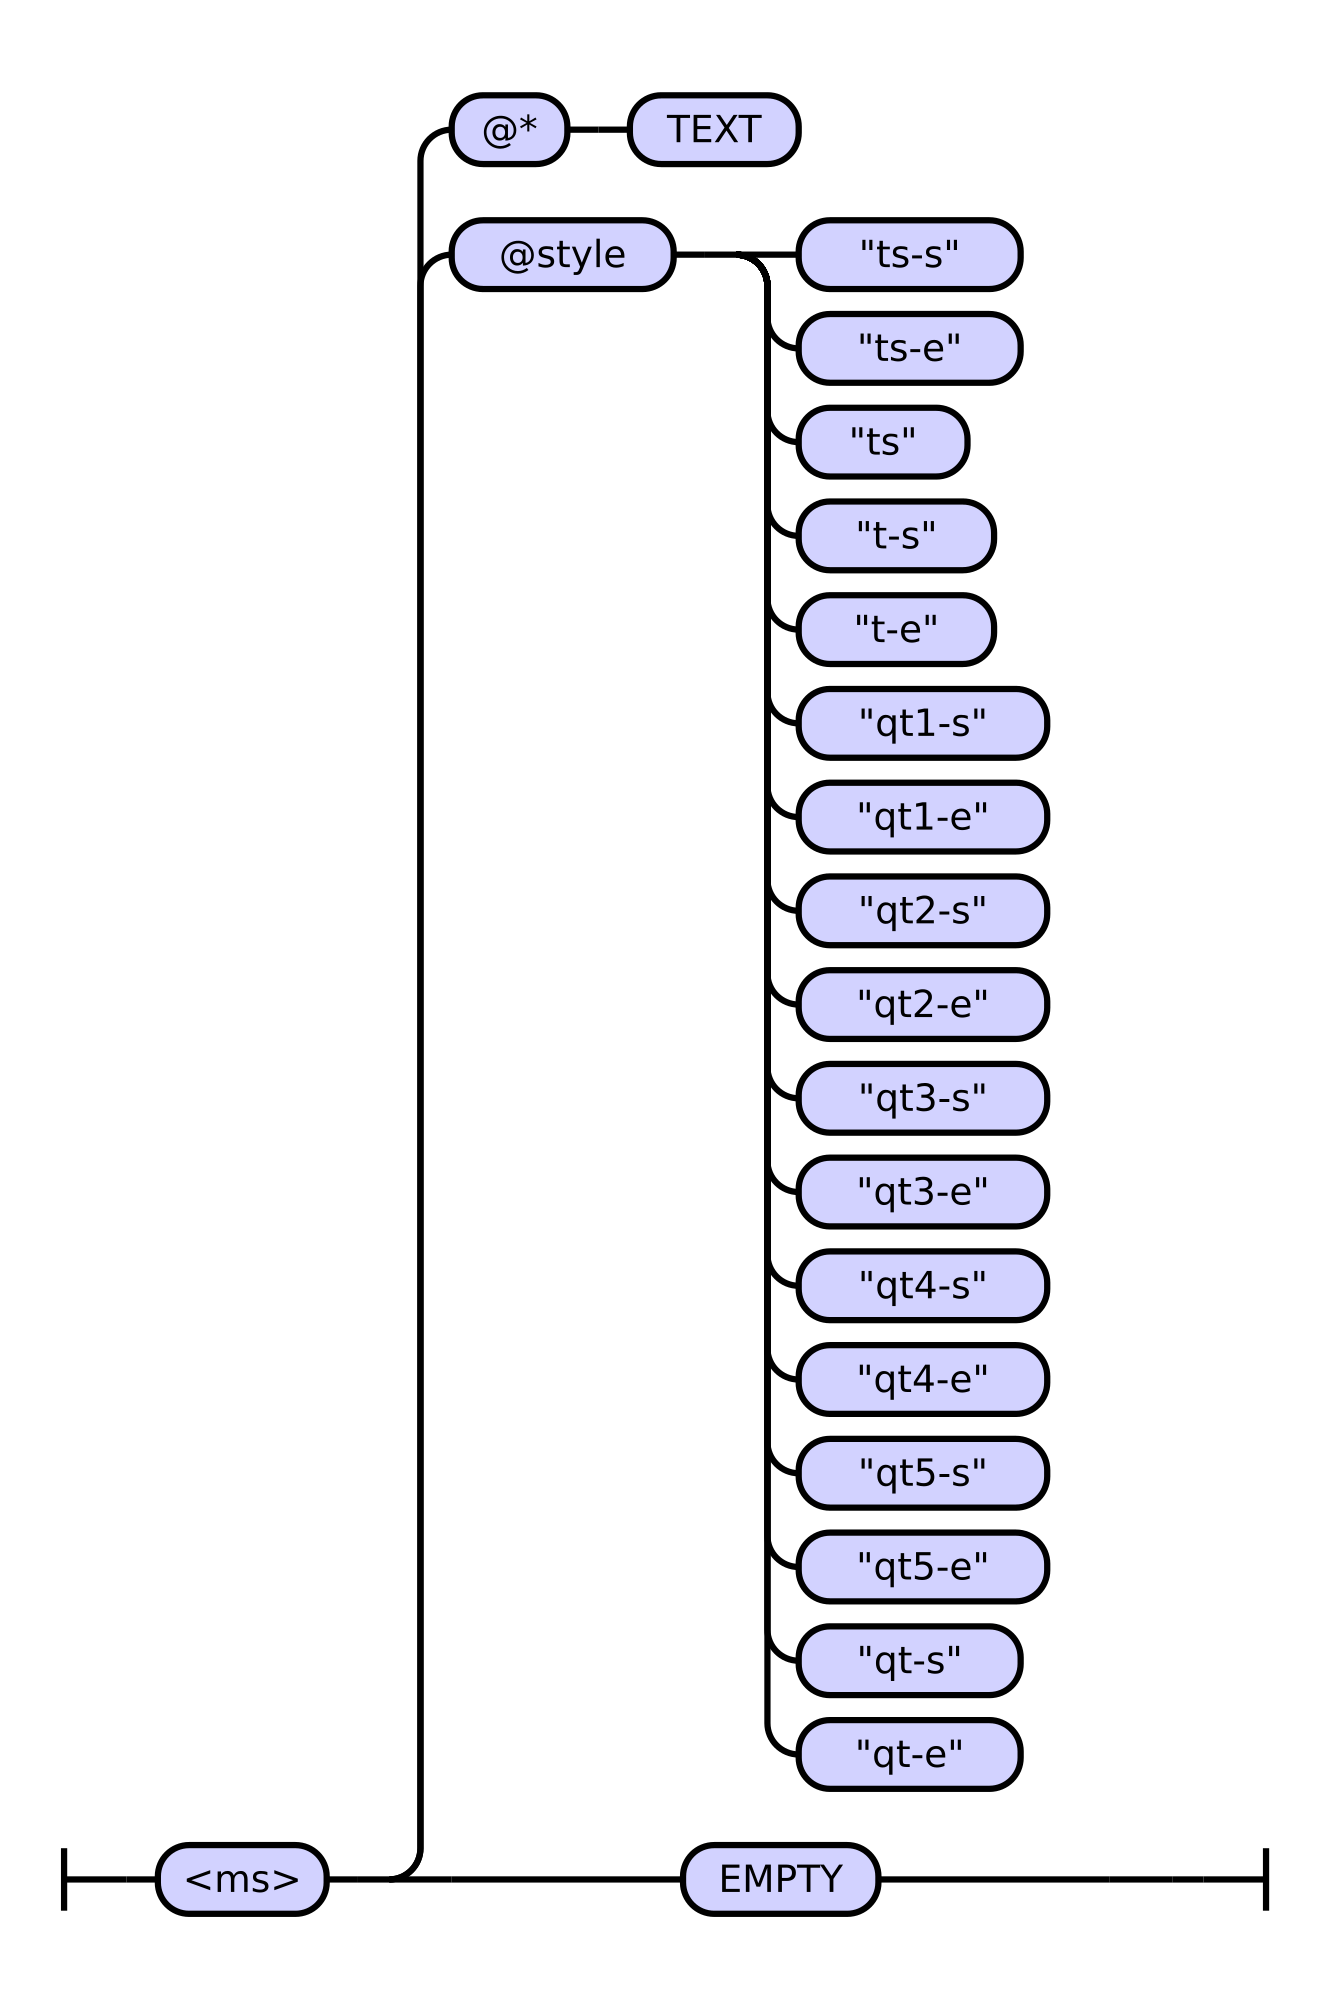 @* TEXT
@style "ts-s"
"ts-e"
"ts"
"t-s"
"t-e"
"qt1-s"
"qt1-e"
"qt2-s"
"qt2-e"
"qt3-s"
"qt3-e"
"qt4-s"
"qt4-e"
"qt5-s"
"qt5-e"
"qt-s"
"qt-e"
<ms> EMPTY